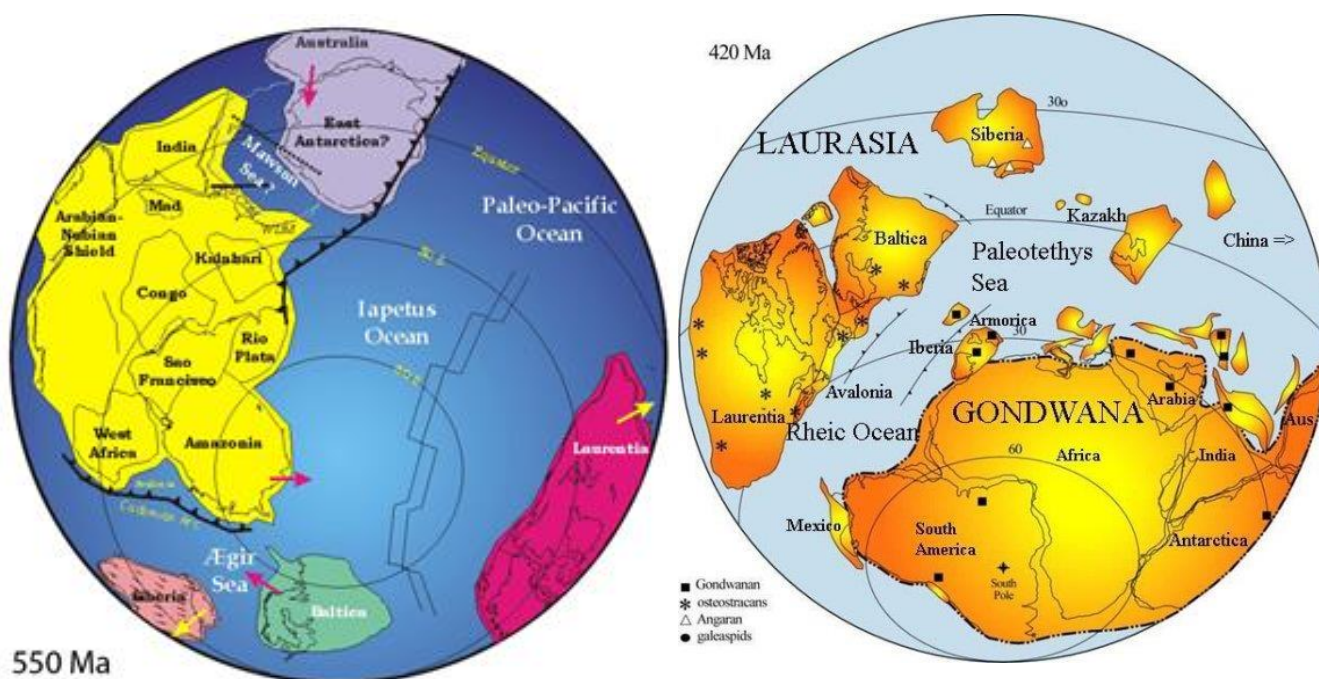 Australia
East
Antarctica?
India
Mawson
Sea?
Equator
Paleo-Pacific
Ocean
Arabian-
Nubian
Shield
Mad
Kalahari
Congo
Iapetus
Ocean
Rio
Plata
Sao
Francisco
West
Africa
Amazonia
Laurentia
Ægir
Sea
Siberia
Baltica
550 Ma
420 Ma
30o
LAURASIA
Siberia
Equator
Kazakh
Baltica
China =>
Paleotethys
Sea
Armorica
30
Iberia
Avalonia
Laurentia
Rheic Ocean
GONDWANA
Arabia
Aus
60
Africa
India
Mexico
South
America
Antarctica
South
Pole
Gondwanan
osteostracans
Angaran
galeaspids